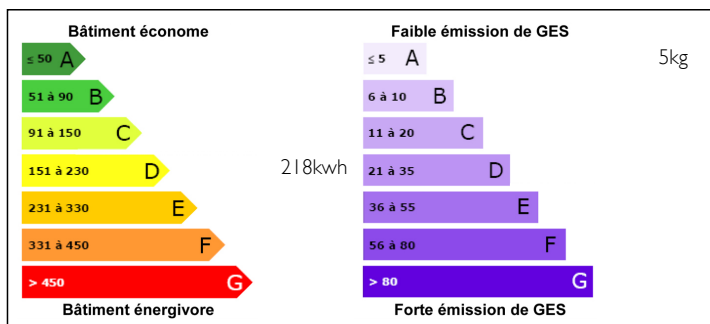 Bâtiment économe
≤ 50 A
51 à 90 B
91 à 150 C
151 à 230 D
218kwh
231 à 330 E
331 à 450 F
> 450 G
Bâtiment énergivore
Faible émission de GES
≤ 5 A
5kg
6 à 10 B
11 à 20 C
21 à 35 D
36 à 55 E
56 à 80 F
> 80 G
Forte émission de GES